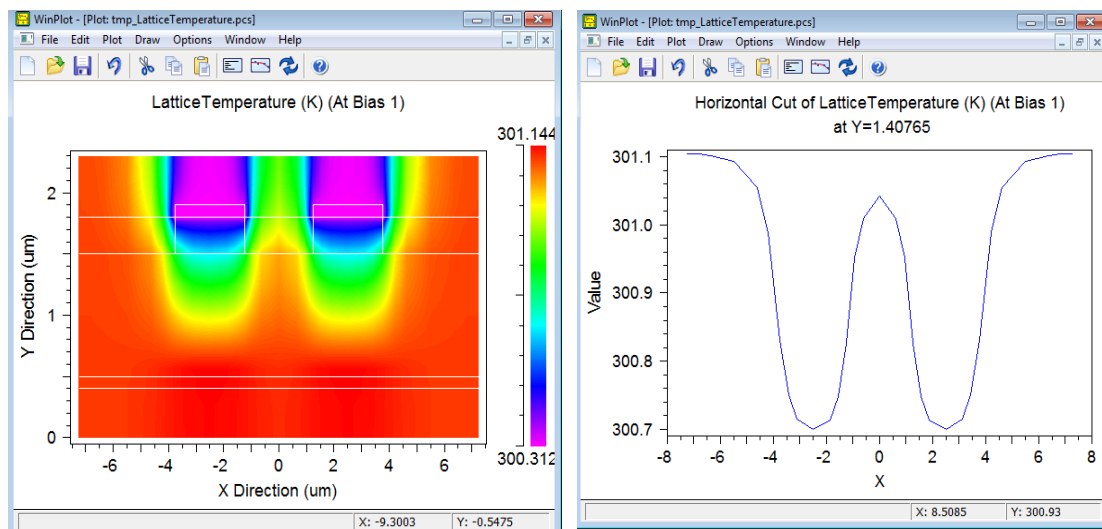 WinPlot - [Plot: tmp_LatticeTemperature.pcs]
File Edit Plot Draw Options Window Help
LatticeTemperature (K) (At Bias 1)
301.144
300.312
2
1
0
Y Direction (um)
-6 -4 -2 0 2 4 6
X Direction (um)
X: -9.3003 Y: -0.5475
WinPlot - [Plot: tmp_LatticeTemperature.pcs]
File Edit Plot Draw Options Window Help
Horizontal Cut of LatticeTemperature (K) (At Bias 1)
at Y=1.40765
301.1
301.0
300.9
300.8
300.7
Value
-8 -6 -4 -2 0 2 4 6 8
X
X: 8.5085 Y: 300.93